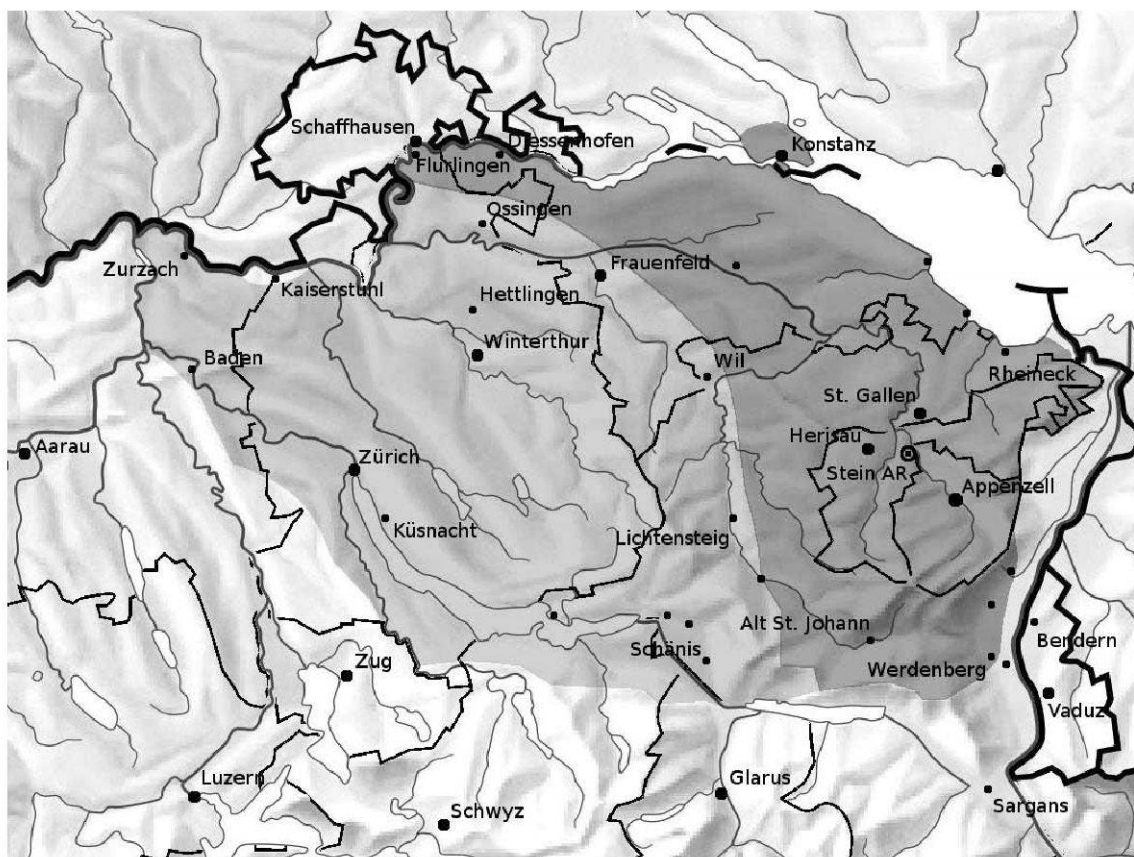 Schaffhausen
Diessenhofen
Konstanz
Flurlingen
Ossingen
Zurzach
Kaiserstuhl
Frauenfeld
Hettlingen
Winterthur
Baden
Wil
Rheineck
St. Gallen
Aarau
Zürich
Herisau
Stein AR
Appenzell
Küsnacht
Lichtensteig
Alt St. Johann
Bendern
Schänis
Zug
Werdenberg
Vaduz
Luzern
Glarus
Schwyz
Sargans